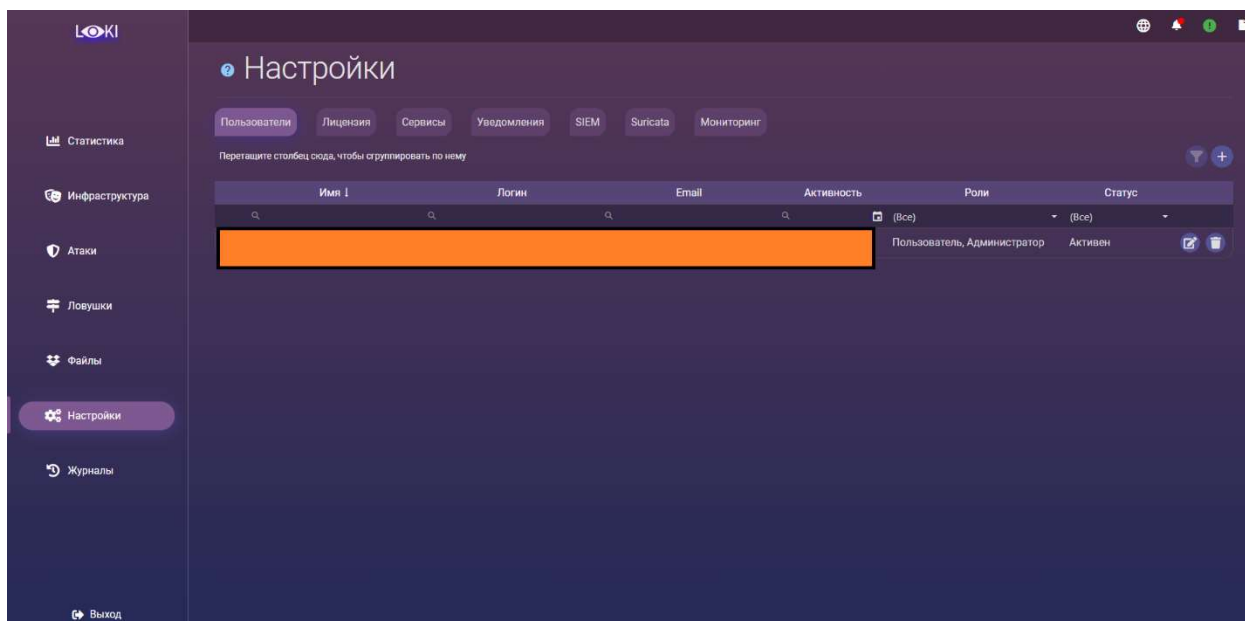 LOKI
Настройки
Пользователи Лицензия Сервисы Уведомления SIEM Suricata Мониторинг
Перетащите столбец сюда, чтобы сгруппировать по нему
Имя Логин Email Активность Роли Статус
(Все) (Все)
Пользователь, Администратор Активен
Статистика
Инфраструктура
Атаки
Ловушки
Файлы
Настройки
Журналы
Выход